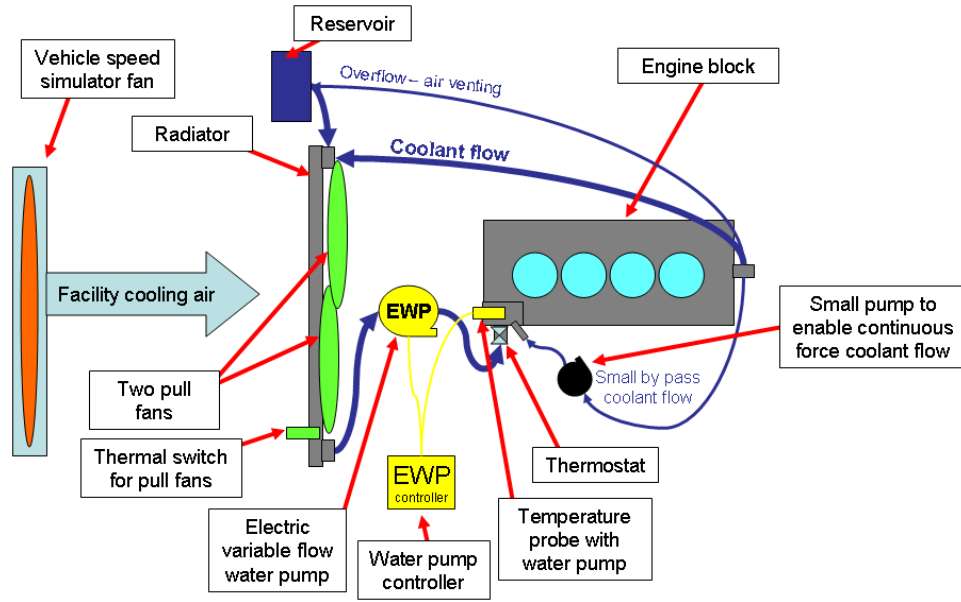 Reservoir
Vehicle speed
simulator fan
Overflow – air venting
Engine block
Radiator
Coolant flow
Facility cooling air
EWP
Small pump to
enable continuous
force coolant flow
Two pull
fans
Small by pass
coolant flow
Thermal switch
for pull fans
EWP
controller
Thermostat
Electric
variable flow
water pump
Water pump
controller
Temperature
probe with
water pump